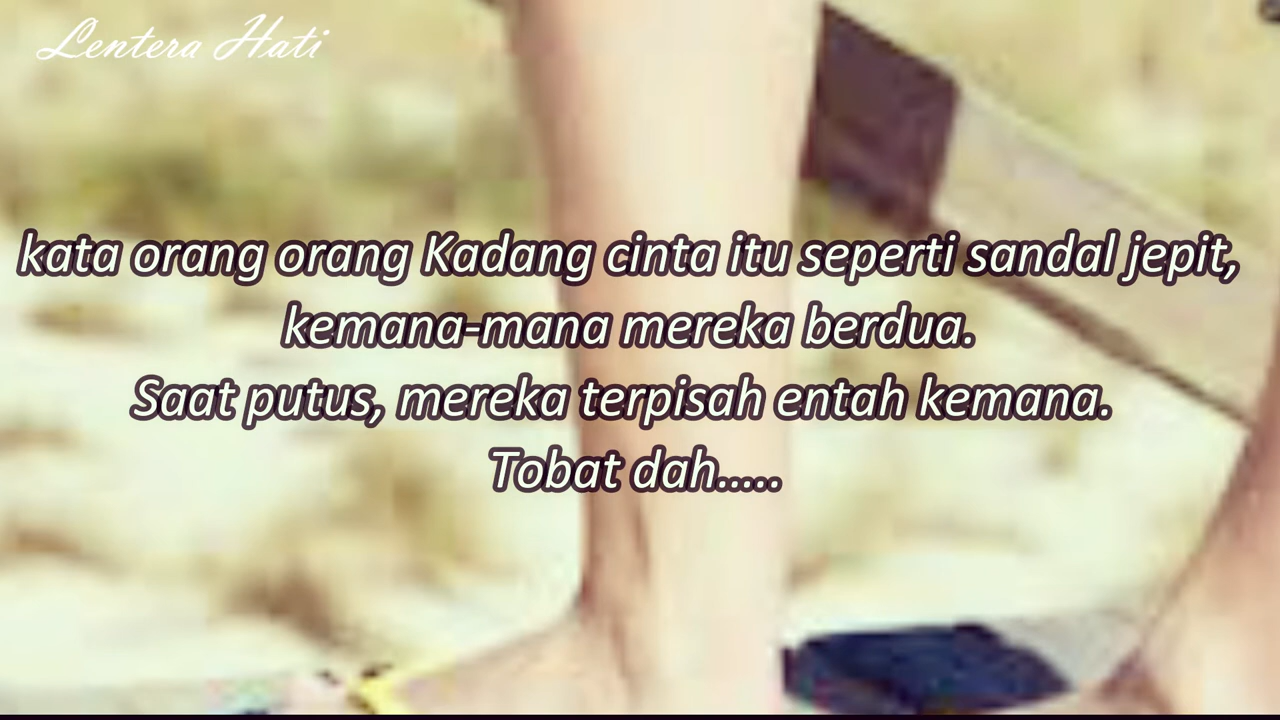 Lentera Hati
kata orang orang Kadang cinta itu seperti sandal jepit,
kemana-mana mereka berdua.
Saat putus, mereka terpisah entah kemana.
Tobat dah.....